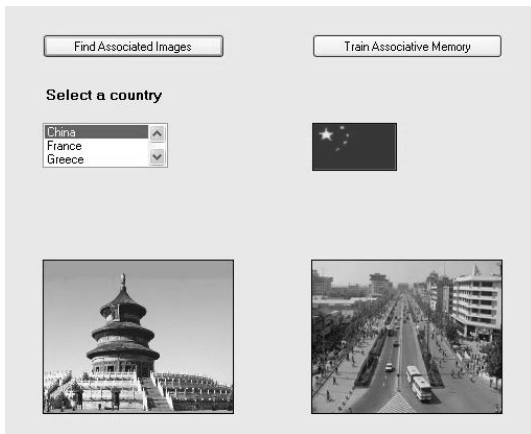 Find Associated Images
Train Associative Memory
Select a country
China
France
Greece